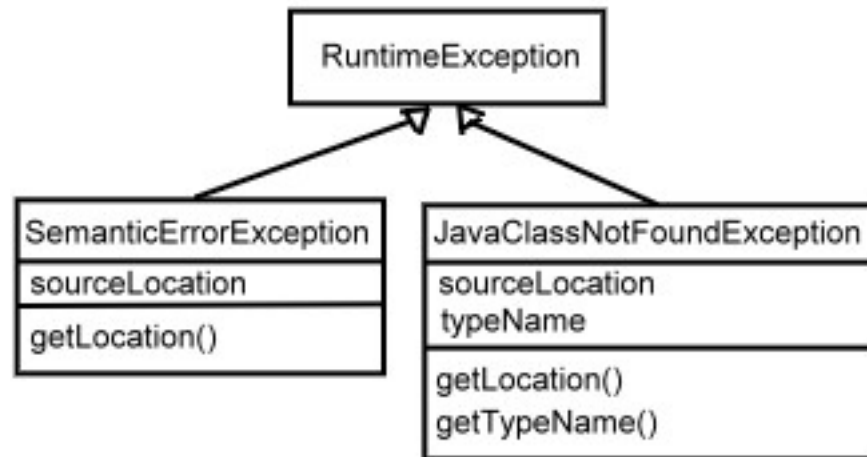 RuntimeException
SemanticErrorException
sourceLocation
getLocation()
JavaClassNotFoundException
sourceLocation
typeName
getLocation()
getTypeName()